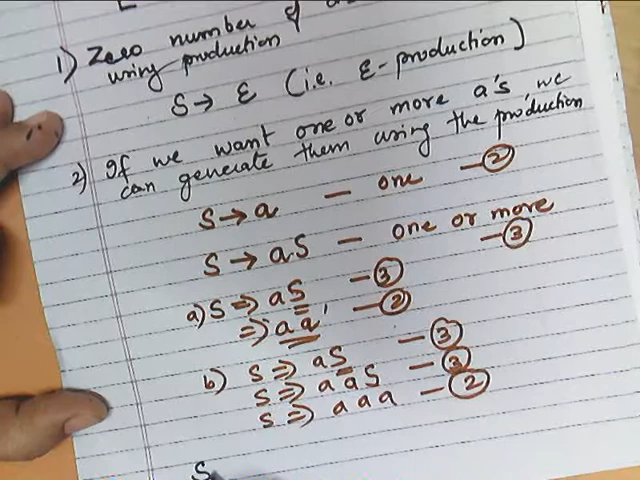 1) Zero number of
using production
S → ε (i.e. ε-production)
2) If we want one or more a's, we
can generate them using the production
S → a — one —②
S → aS — one or more
—③
a) S ⇒ aS —③
⇒ aa, —②
b) S ⇒ aS —③
S ⇒ aaS —③
S ⇒ aaa —②
S